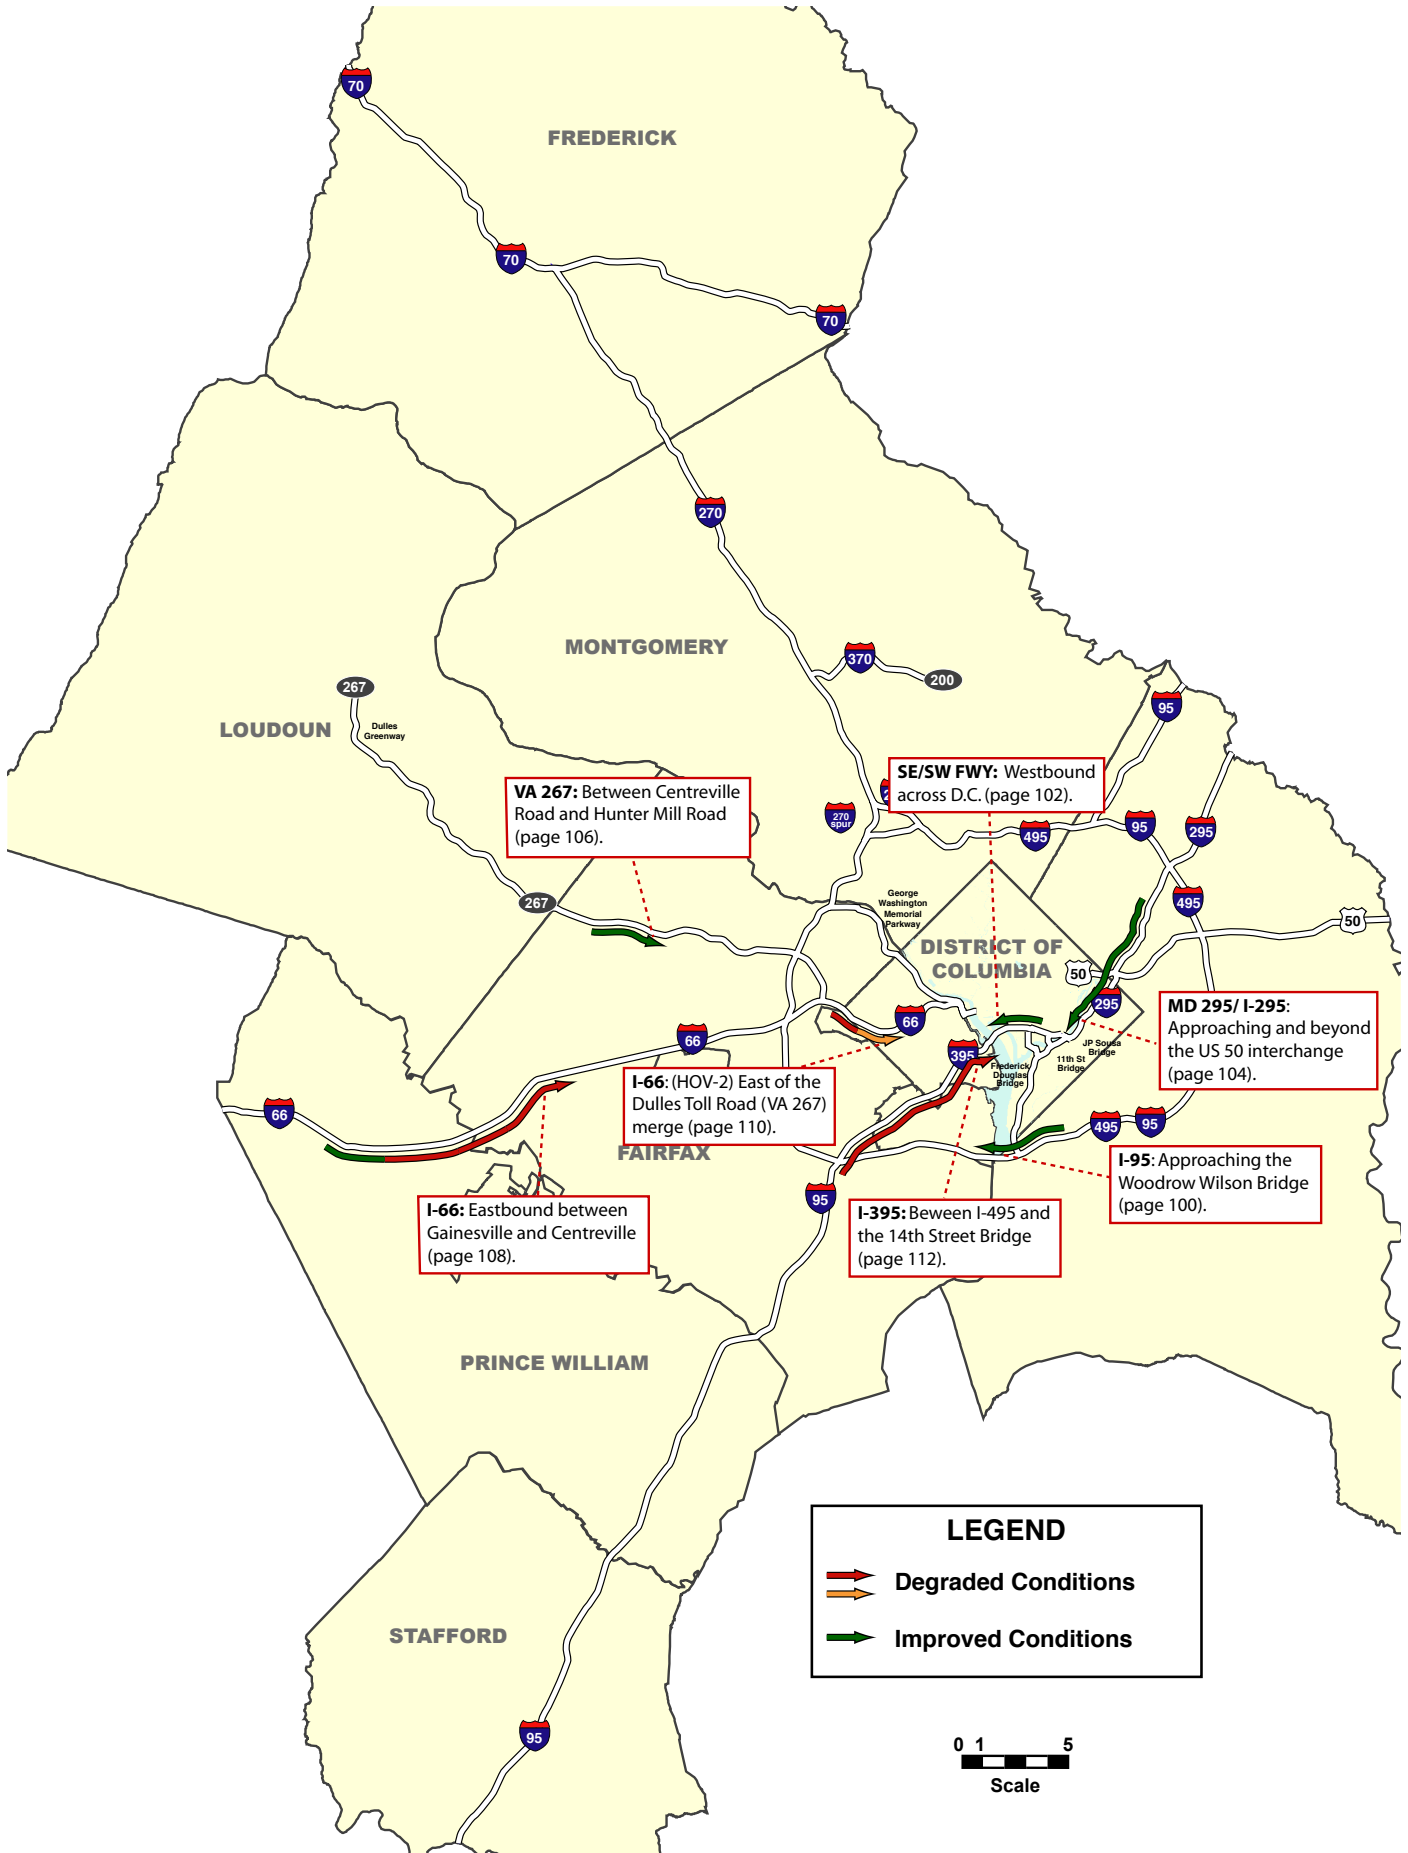 70
FREDERICK
70
70
270
MONTGOMERY
370
200
267
Dulles
Greenway
LOUDOUN
95
SE/SW FWY: Westbound
across D.C. (page 102).
VA 267: Between Centreville
Road and Hunter Mill Road
(page 106).
270
spur
495
95
295
495
267
George
Washington
Memorial
Parkway
50
DISTRICT OF
COLUMBIA
50
295
66
66
MD 295/ I-295:
Approaching and beyond
the US 50 interchange
(page 104).
JP Sousa
Bridge
11th St
Bridge
395
Frederick
Douglas
Bridge
I-66: (HOV-2) East of the
Dulles Toll Road (VA 267)
merge (page 110).
66
495
95
FAIRFAX
I-95: Approaching the
Woodrow Wilson Bridge
(page 100).
95
I-66: Eastbound between
Gainesville and Centreville
(page 108).
I-395: Beween I-495 and
the 14th Street Bridge
(page 112).
PRINCE WILLIAM
LEGEND
Degraded Conditions
Improved Conditions
STAFFORD
95
0 1 5
Scale